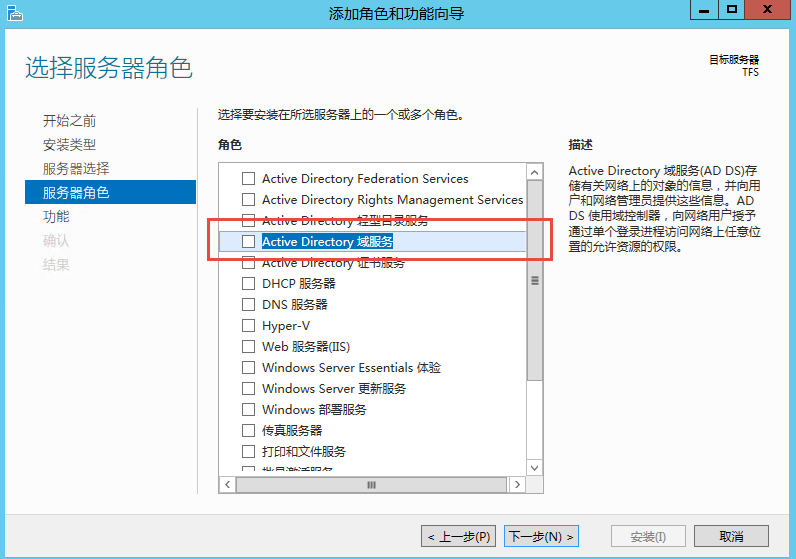 添加角色和功能向导
选择服务器角色
目标服务器
TFS
开始之前
安装类型
服务器选择
服务器角色
功能
确认
结果
选择要安装在所选服务器上的一个或多个角色。
角色
Active Directory Federation Services
Active Directory Rights Management Services
Active Directory 轻型目录服务
Active Directory 域服务
Active Directory 证书服务
DHCP 服务器
DNS 服务器
Hyper-V
Web 服务器(IIS)
Windows Server Essentials 体验
Windows Server 更新服务
Windows 部署服务
传真服务器
打印和文件服务
批量激活服务
描述
Active Directory 域服务(AD DS)存
储有关网络上的对象的信息，并向用
户和网络管理员提供这些信息。AD
DS 使用域控制器，向网络用户授予
通过单个登录进程访问网络上任意位
置的允许资源的权限。
< 上一步(P)
下一步(N) >
安装(I)
取消